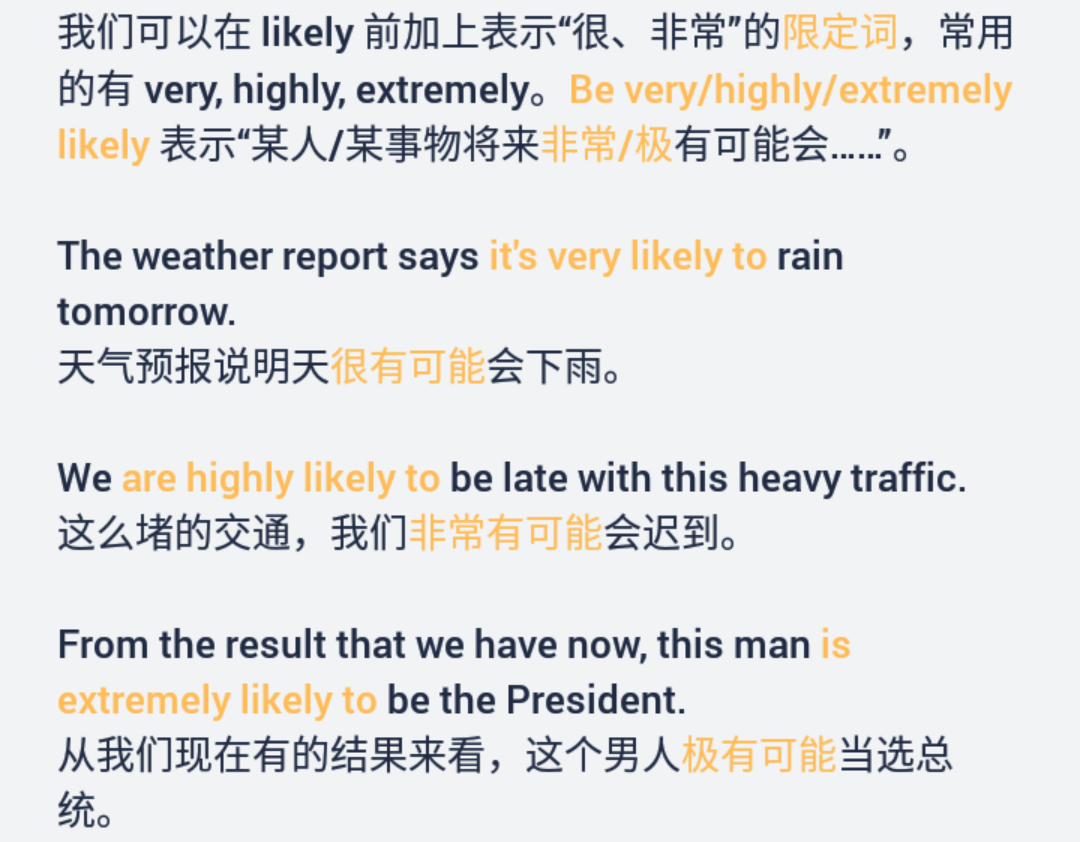 我们可以在 likely 前加上表示“很、非常”的限定词，常用
的有 very, highly, extremely。Be very/highly/extremely
likely 表示“某人/某事物将来非常/极有可能会……”。
The weather report says it's very likely to rain
tomorrow.
天气预报说明天很有可能会下雨。
We are highly likely to be late with this heavy traffic.
这么堵的交通，我们非常有可能会迟到。
From the result that we have now, this man is
extremely likely to be the President.
从我们现在有的结果来看，这个男人极有可能当选总
统。